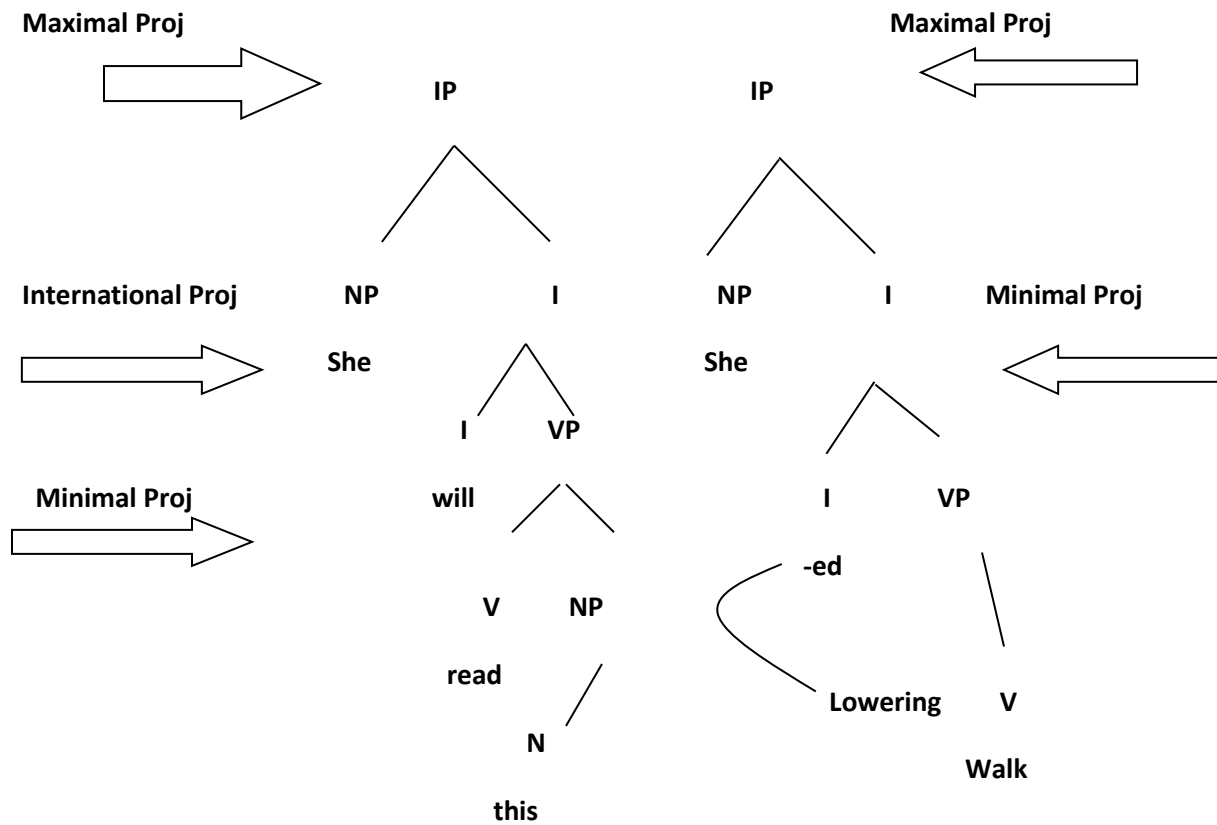 Maximal Proj Maximal Proj
IP IP
International Proj NP I NP I Minimal Proj
She She
I VP
Minimal Proj will I VP
-ed
V NP
read Lowering V
N
Walk
this